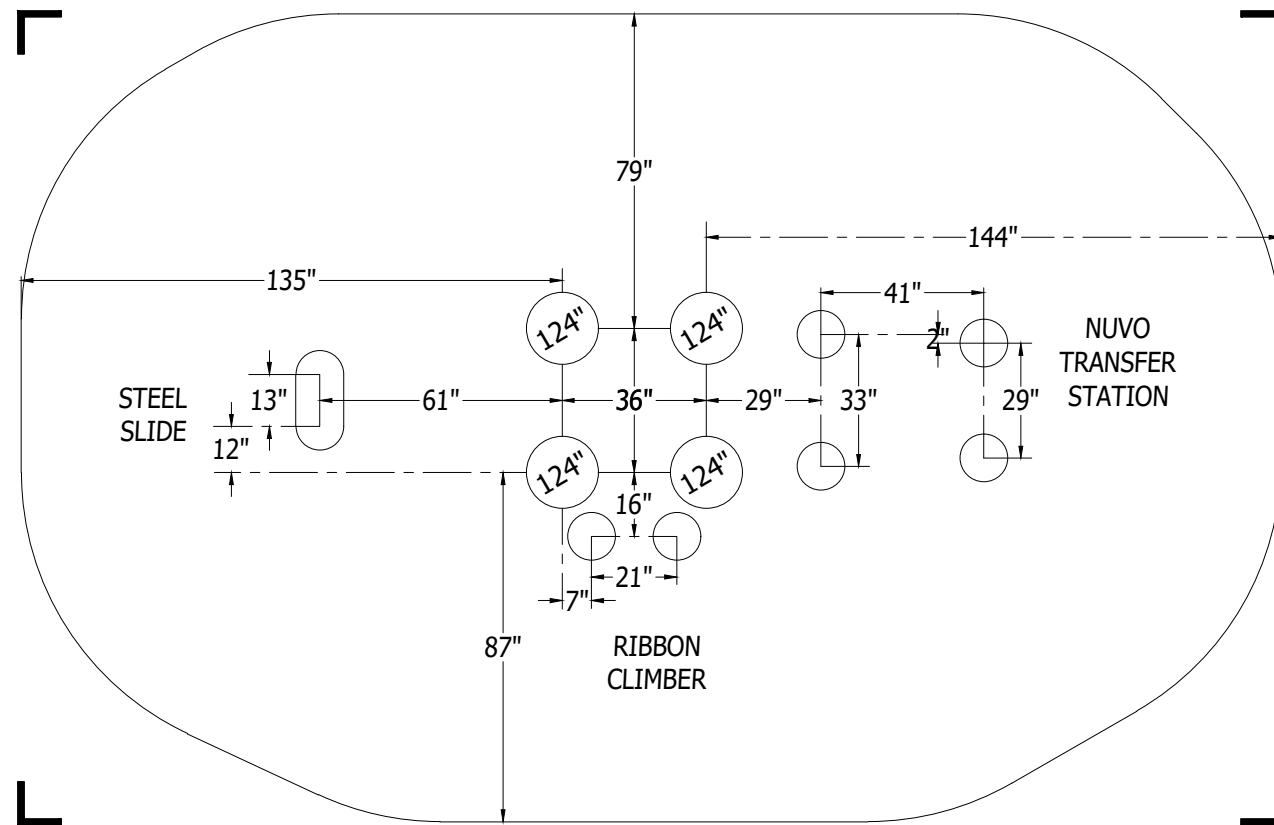 79"
144"
135"
41"
124"
124"
2"
NUVO
TRANSFER
STATION
STEEL
SLIDE
13"
61"
36"
29"
33"
29"
12"
124"
124"
16"
21"
7"
87"
RIBBON
CLIMBER